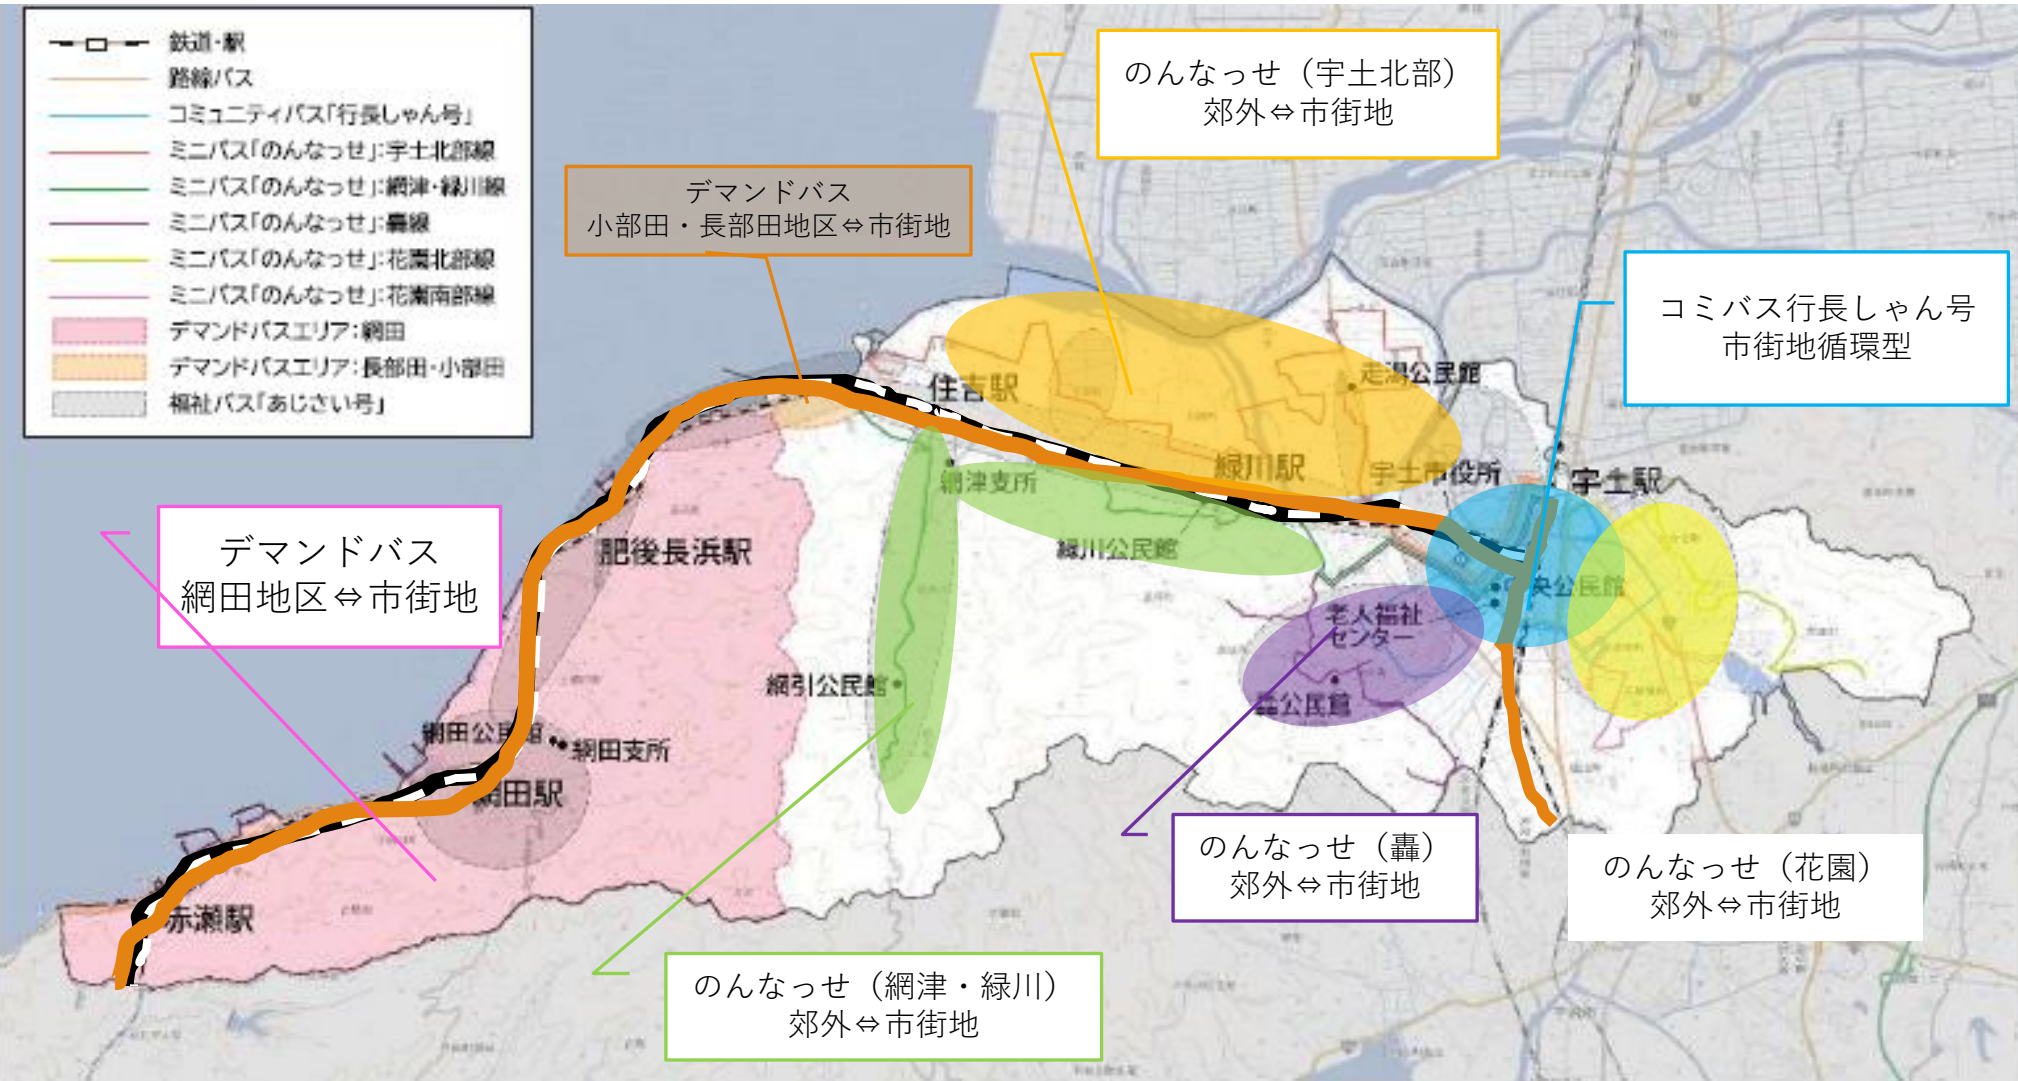 鉄道・駅
路線バス
コミュニティバス「行長しゃん号」
ミニバス「のんなっせ」:宇土北部線
ミニバス「のんなっせ」:網津・緑川線
ミニバス「のんなっせ」:轟線
ミニバス「のんなっせ」:花園北部線
ミニバス「のんなっせ」:花園南部線
デマンドバスエリア:網田
デマンドバスエリア:長部田・小部田
福祉バス「あじさい号」
のんなっせ（宇土北部）
郊外⇔市街地
デマンドバス
小部田・長部田地区⇔市街地
コミバス行長しゃん号
市街地循環型
住吉駅
走潟公民館
緑川駅
宇土市役所
宇土駅
網津支所
緑川公民館
中央公民館
老人福祉
センター
轟公民館
肥後長浜駅
デマンドバス
網田地区⇔市街地
網引公民館
網田公民館
網田支所
網田駅
赤瀬駅
のんなっせ（轟）
郊外⇔市街地
のんなっせ（花園）
郊外⇔市街地
のんなっせ（網津・緑川）
郊外⇔市街地